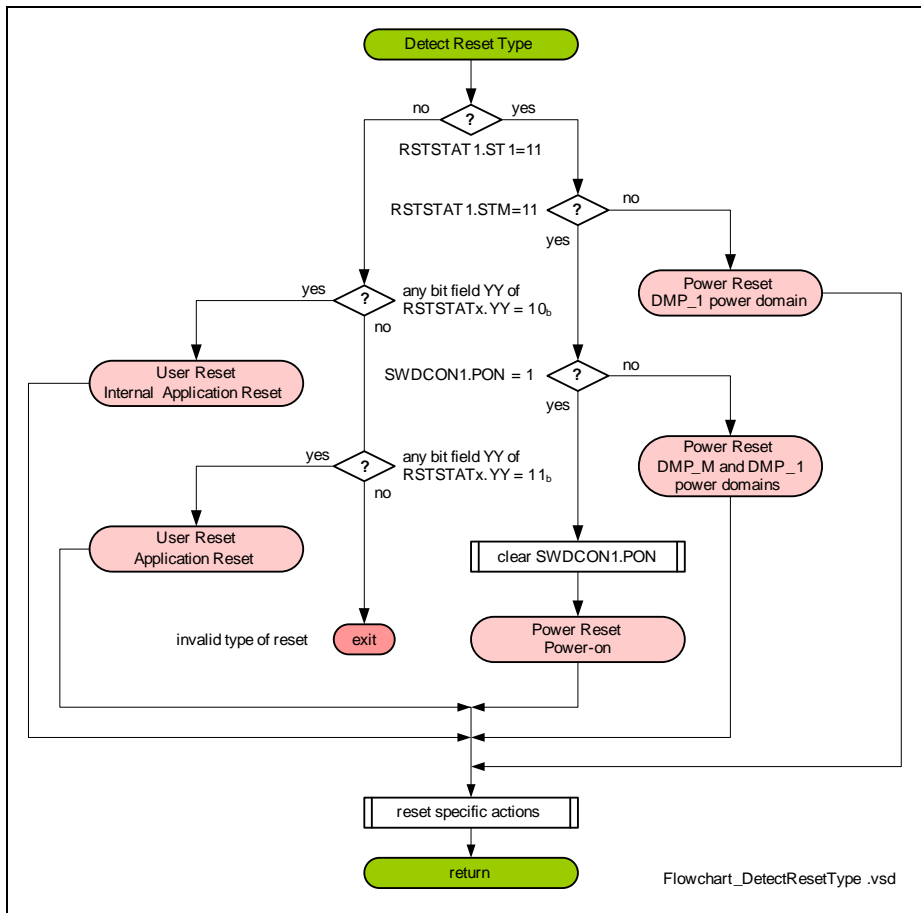 Detect Reset Type
no
yes
?
RSTSTAT1.ST1=11
RSTSTAT1.STM=11
?
no
yes
Power Reset
DMP_1 power domain
yes
?
any bit field YY of
RSTSTATx.YY = 10b
no
User Reset
Internal Application Reset
SWDCON1.PON = 1
?
no
yes
Power Reset
DMP_M and DMP_1
power domains
yes
?
any bit field YY of
RSTSTATx.YY = 11b
no
User Reset
Application Reset
clear SWDCON1.PON
invalid type of reset
exit
Power Reset
Power-on
reset specific actions
return
Flowchart_DetectResetType .vsd